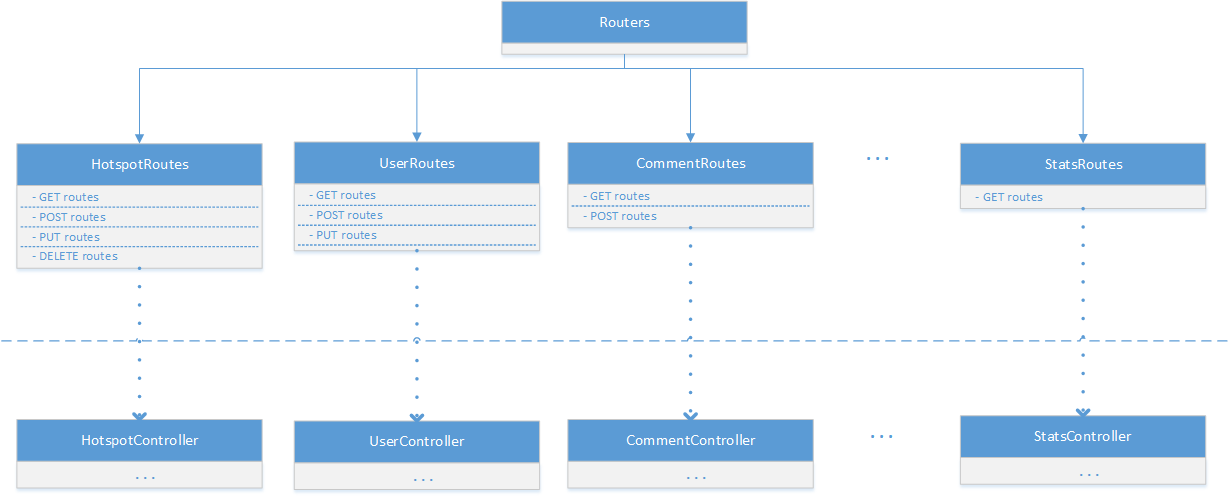 Routers
HotspotRoutes
- GET routes
- POST routes
- PUT routes
- DELETE routes
UserRoutes
- GET routes
- POST routes
- PUT routes
CommentRoutes
- GET routes
- POST routes
...
StatsRoutes
- GET routes
HotspotController
...
UserController
...
CommentController
...
...
StatsController
...